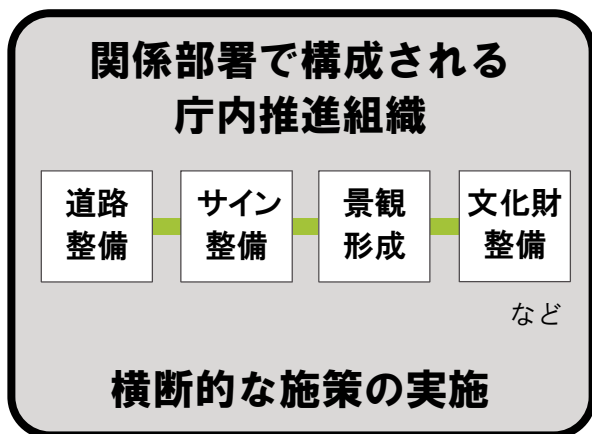 関係部署で構成される
庁内推進組織
道路
整備
サイン
整備
景観
形成
文化財
整備
など
横断的な施策の実施